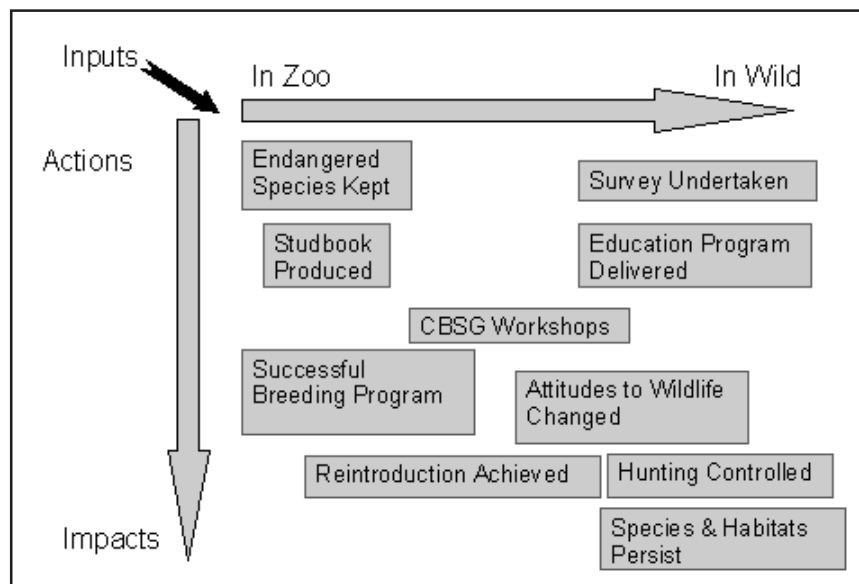 Inputs
In Zoo
In Wild
Actions
Endangered
Species Kept
Survey Undertaken
Studbook
Produced
Education Program
Delivered
CBSG Workshops
Successful
Breeding Program
Attitudes to Wildlife
Changed
Reintroduction Achieved
Hunting Controlled
Impacts
Species & Habitats
Persist